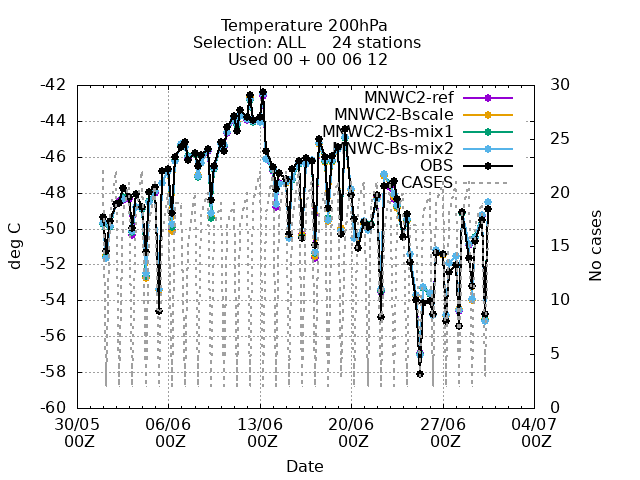 Temperature 200hPa
Selection: ALL 24 stations
Used 00 + 00 06 12
MNWC2-ref
MNWC2-Bscale
MNWC2-Bs-mix1
MNWC-Bs-mix2
OBS
CASES
-42
-44
-46
-48
-50
-52
-54
-56
-58
-60
30
25
20
15
10
5
0
deg C
No cases
30/05 06/06 13/06 20/06 27/06 04/07
00Z 00Z 00Z 00Z 00Z 00Z
Date